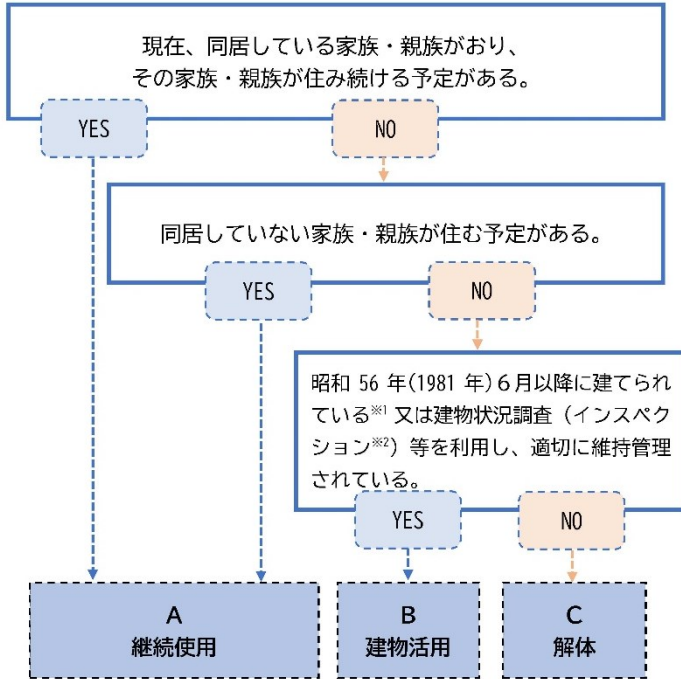 現在、同居している家族・親族がおり、
その家族・親族が住み続ける予定がある。
YES
NO
同居していない家族・親族が住む予定がある。
YES
NO
昭和 56 年(1981 年)６月以降に建てられ
ている※1 又は建物状況調査（インスペク
ション※2）等を利用し、適切に維持管理
されている。
YES
NO
A
継続使用
B
建物活用
C
解体